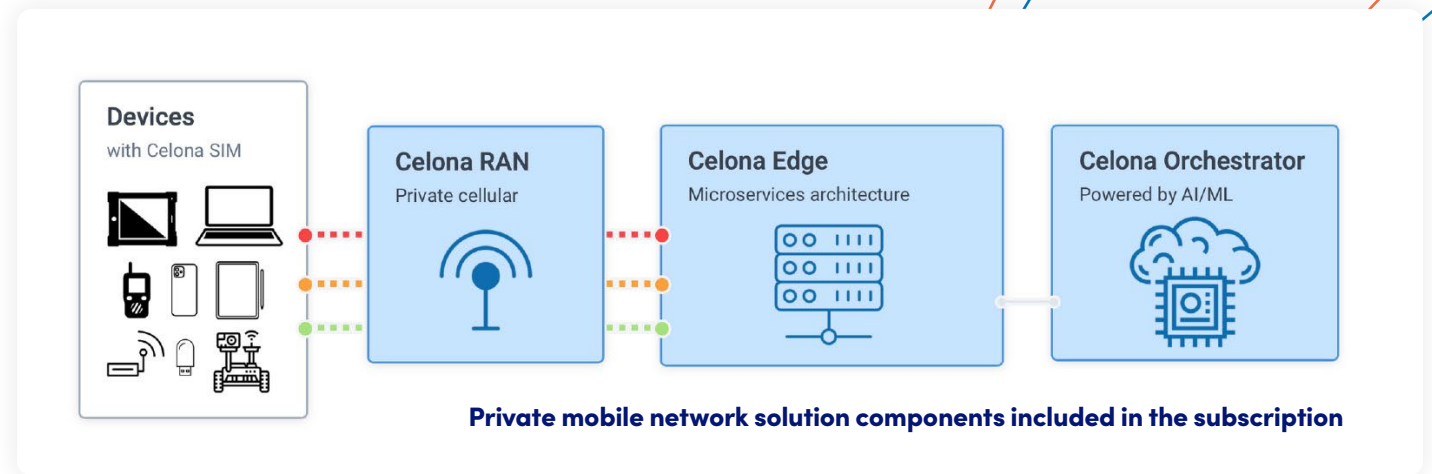 Devices
with Celona SIM
Celona RAN
Private cellular
Celona Edge
Microservices architecture
Celona Orchestrator
Powered by AI/ML
Private mobile network solution components included in the subscription